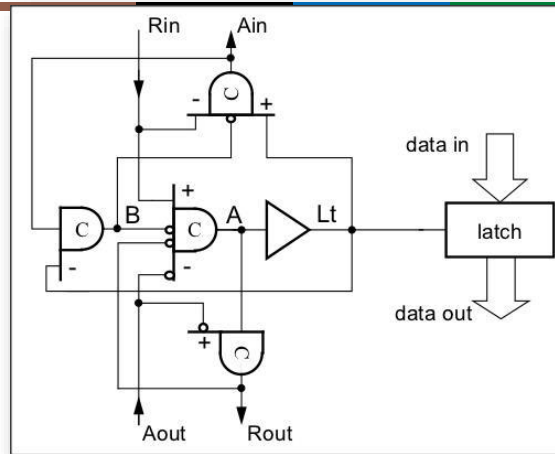 Rin Ain
C
- +
data in
+
B A Lt
C C latch
- -
data out
+
C
Aout Rout